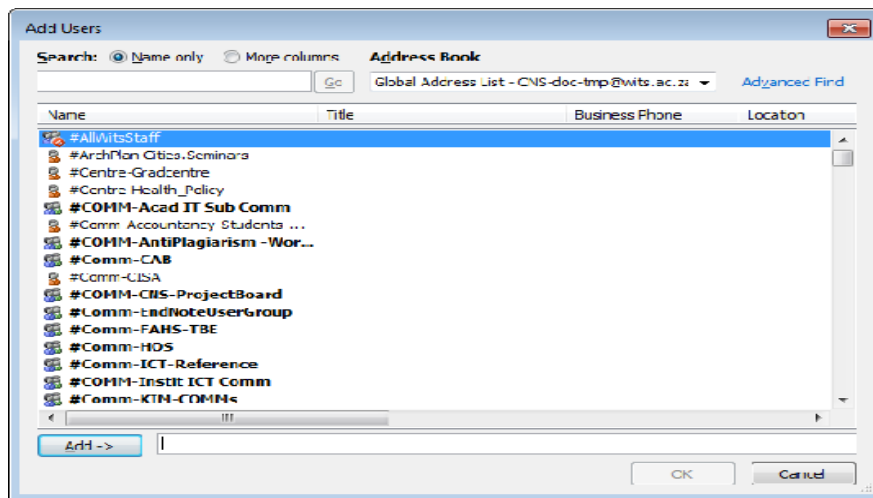 Add Users
Search: Name only More columns Address Book
Go Global Address List - CNS-doc-tmp@wits.ac.za Advanced Find
Name Title Business Phone Location
#AllWitsStaff
#ArchPlan-Cities.Seminars
#Centre-Gradcentre
#Centre-Health_Policy
#COMM-Acad IT Sub Comm
#Comm-Accountancy-Students ...
#COMM-AntiPlagiarism -Wor...
#Comm-CAB
#Comm-CISA
#COMM-CNS-ProjectBoard
#Comm-EndNoteUserGroup
#Comm-FAHS-TBE
#Comm-HOS
#Comm-ICT-Reference
#COMM-Instit ICT Comm
#Comm-KIM-COMMs
Add ->
OK Cancel